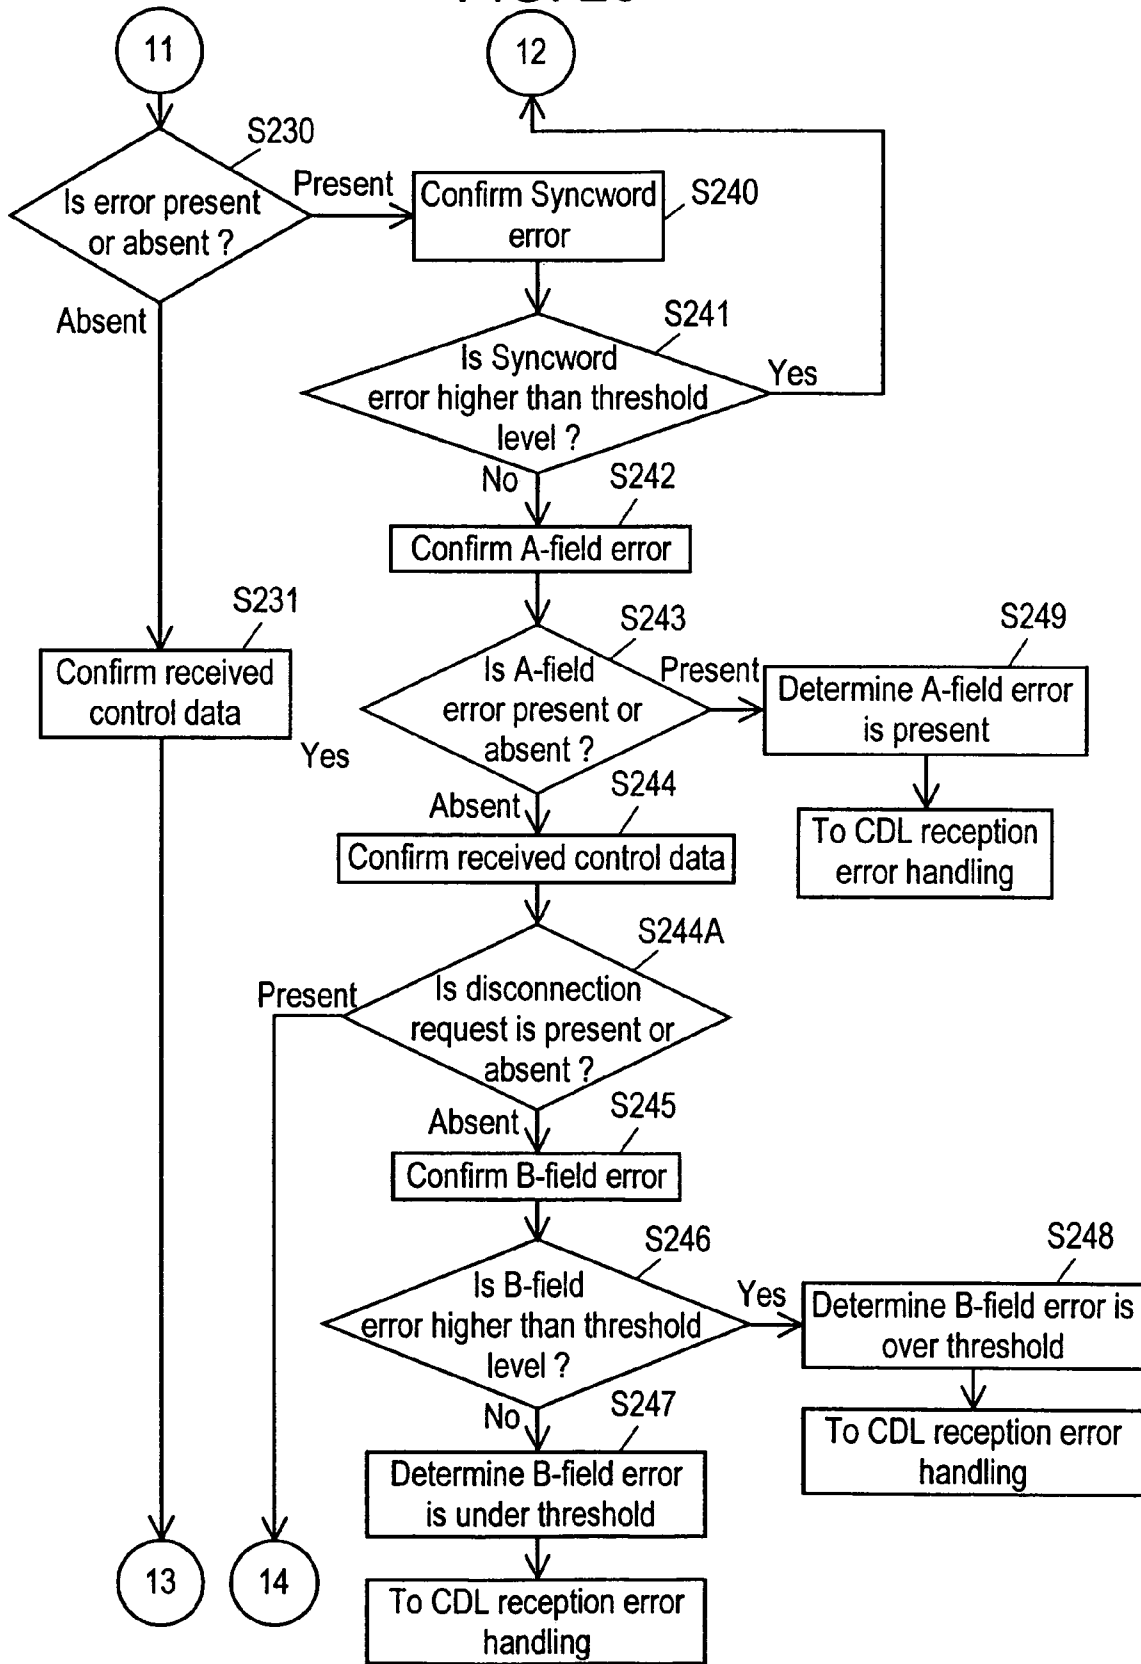 11
12
S230
Is error present
or absent ?
Present
Confirm Syncword
error
S240
Absent
S241
Is Syncword
error higher than threshold
level ?
Yes
No
S242
Confirm A-field error
S231
Confirm received
control data
Yes
S243
Is A-field
error present or
absent ?
Present
S249
Determine A-field error
is present
Absent
S244
Confirm received control data
To CDL reception
error handling
S244A
Present
Is disconnection
request is present or
absent ?
Absent
S245
Confirm B-field error
S246
Is B-field
error higher than threshold
level ?
Yes
S248
Determine B-field error is
over threshold
No
S247
Determine B-field error
is under threshold
To CDL reception error
handling
13
14
To CDL reception error
handling